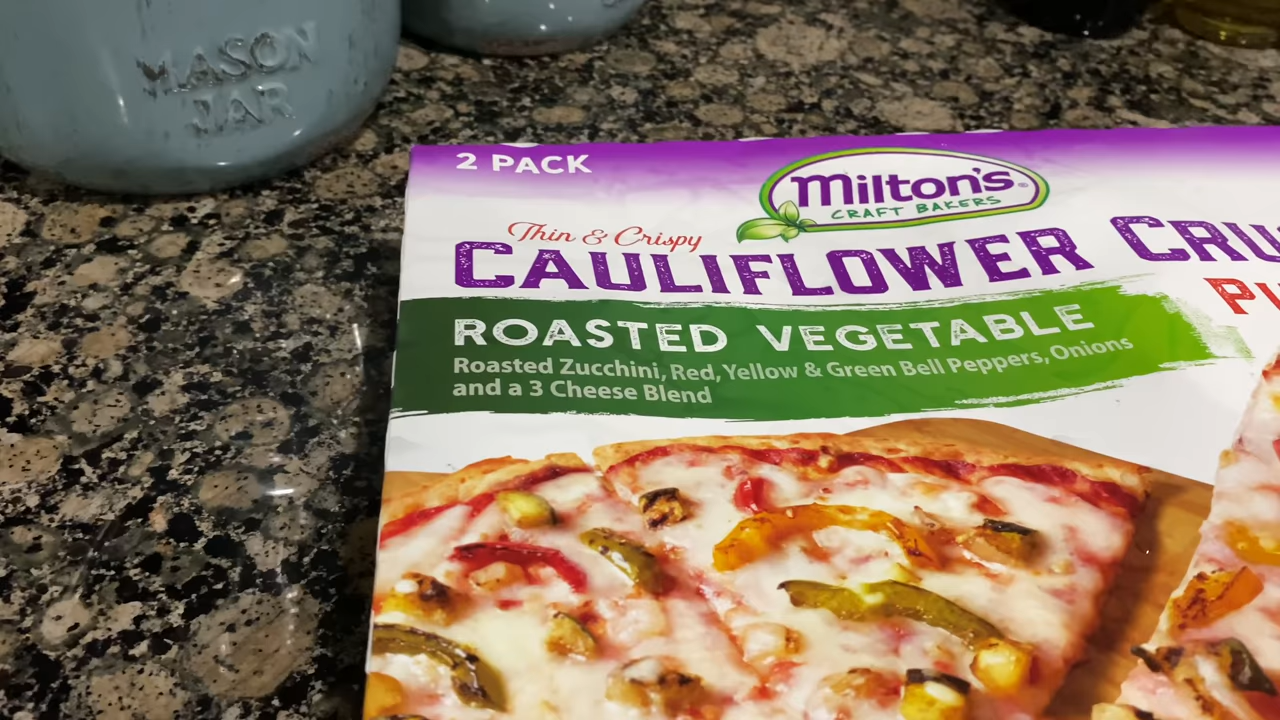 MASON
JAR
2 PACK
Milton's®
CRAFT BAKERS
Thin & Crispy
CAULIFLOWER CRU
ROASTED VEGETABLE
Roasted Zucchini, Red, Yellow & Green Bell Peppers, Onions
and a 3 Cheese Blend